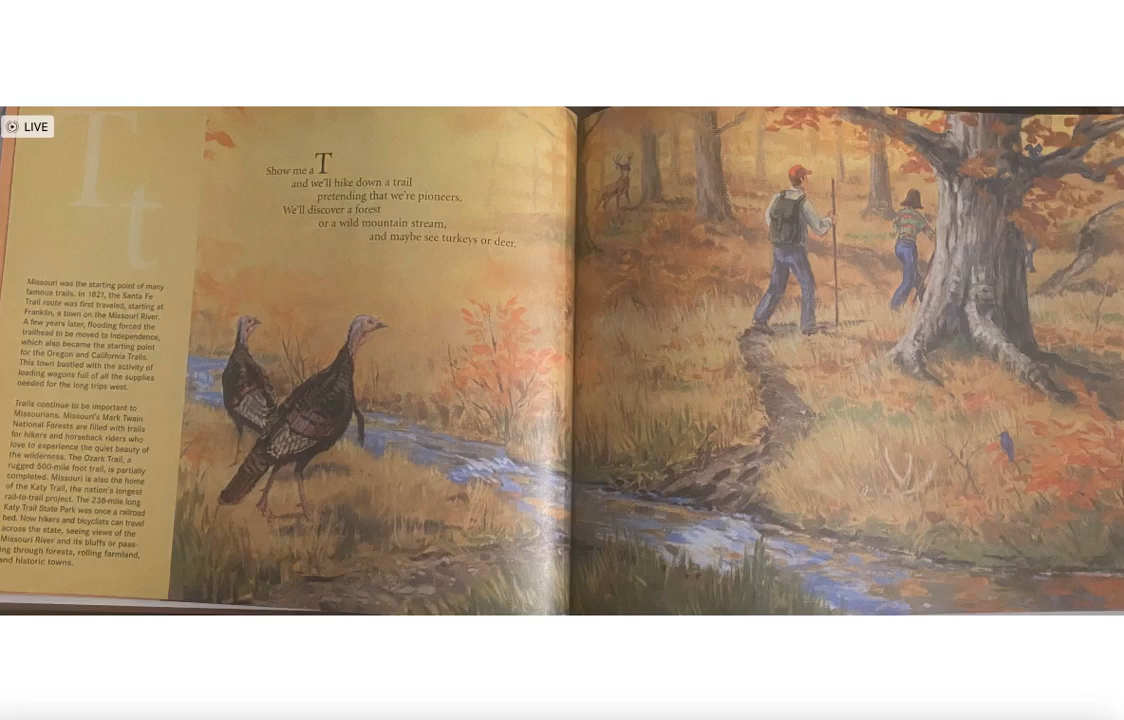 LIVE
T
t
Show me a T
and we'll hike down a trail
pretending that we're pioneers.
We'll discover a forest
or a wild mountain stream,
and maybe see turkeys or deer.
Missouri was the starting point of many
famous trails. In 1821, the Santa Fe
Trail route was first traveled, starting at
Franklin, a town on the Missouri River.
A few years later, flooding forced the
trailhead to be moved to Independence,
which also became the starting point
for the Oregon and California Trails.
This town bustled with the activity of
loading wagons full of all the supplies
needed for the long trips west.
Trails continue to be important to
Missourians. Missouri's Mark Twain
National Forests are filled with trails
for hikers and horseback riders who
love to experience the quiet beauty of
the wilderness. The Ozark Trail, a
rugged 500-mile foot trail, is partially
completed. Missouri is also the home
of the Katy Trail, the nation's longest
rail-to-trail project. The 238-mile long
Katy Trail State Park was once a railroad
bed. Now hikers and bicyclists can travel
across the state, seeing views of the
Missouri River and its bluffs or pass-
ing through forests, rolling farmland,
and historic towns.